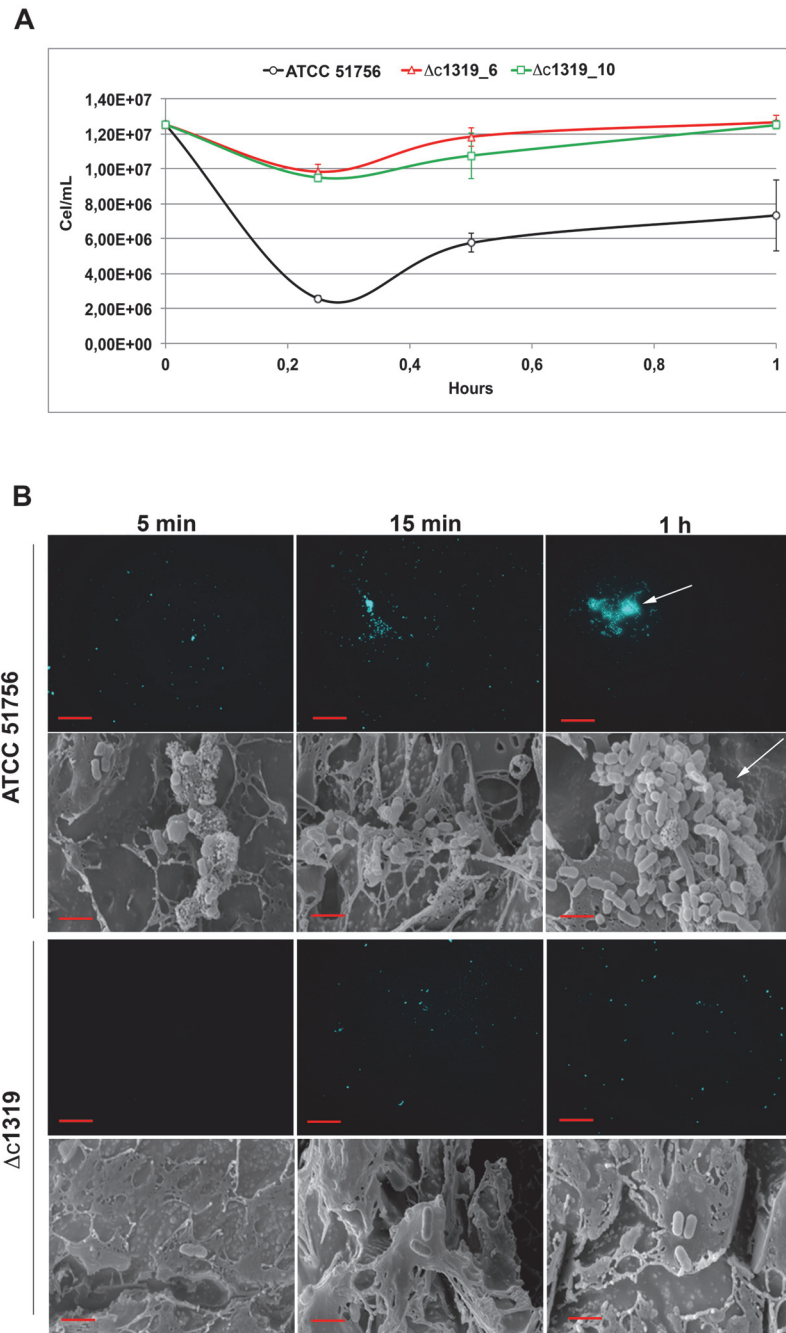 A
ATCC 51756 Δc1319_6 Δc1319_10
1,40E+07
1,20E+07
1,00E+07
8,00E+06
6,00E+06
4,00E+06
2,00E+06
0,00E+00
Cel/mL
0 0,2 0,4 0,6 0,8 1
Hours
B
5 min 15 min 1 h
ATCC 51756
Δc1319